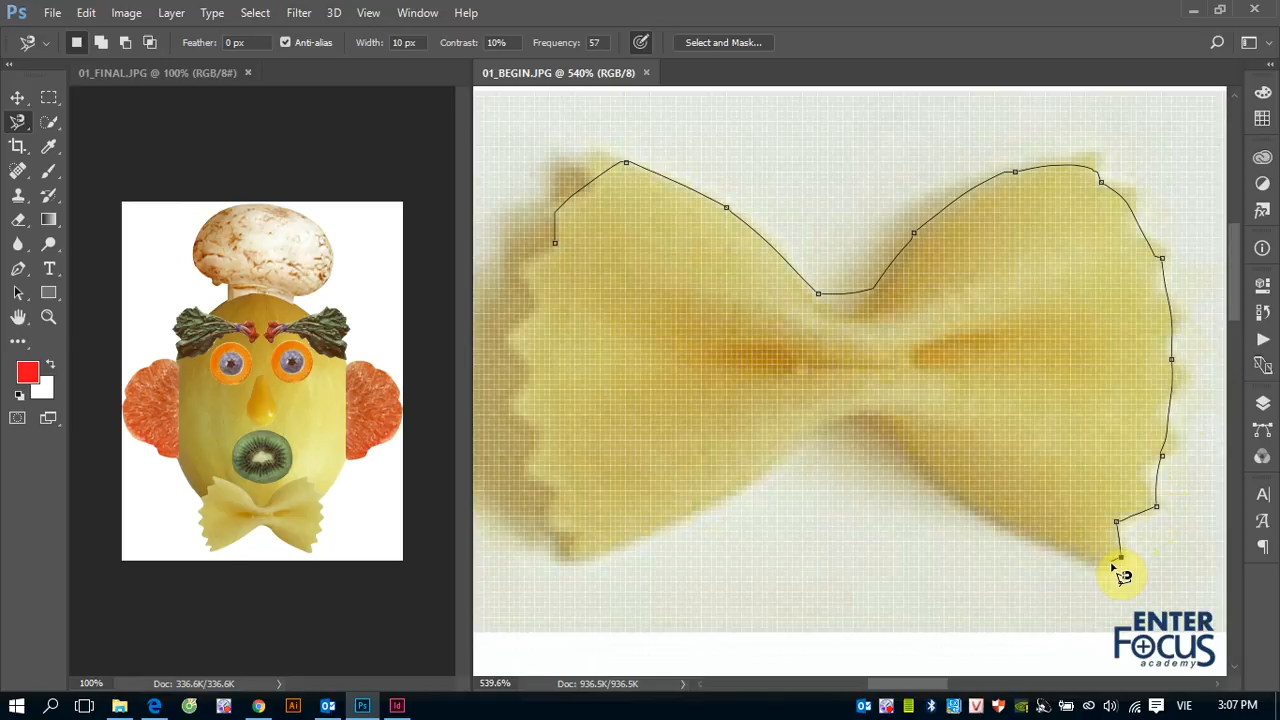 Ps File Edit Image Layer Type Select Filter 3D View Window Help
Feather: 0 px Anti-alias Width: 10 px Contrast: 10% Frequency: 57 Select and Mask...
01_FINAL.JPG @ 100% (RGB/8#) × 01_BEGIN.JPG @ 540% (RGB/8) ×
T
A|
A
ENTER
FOCUS
academy
100% Doc: 336.6K/336.6K 539.6% Doc: 936.5K/936.5K
Ai Ps Id VIE 3:07 PM